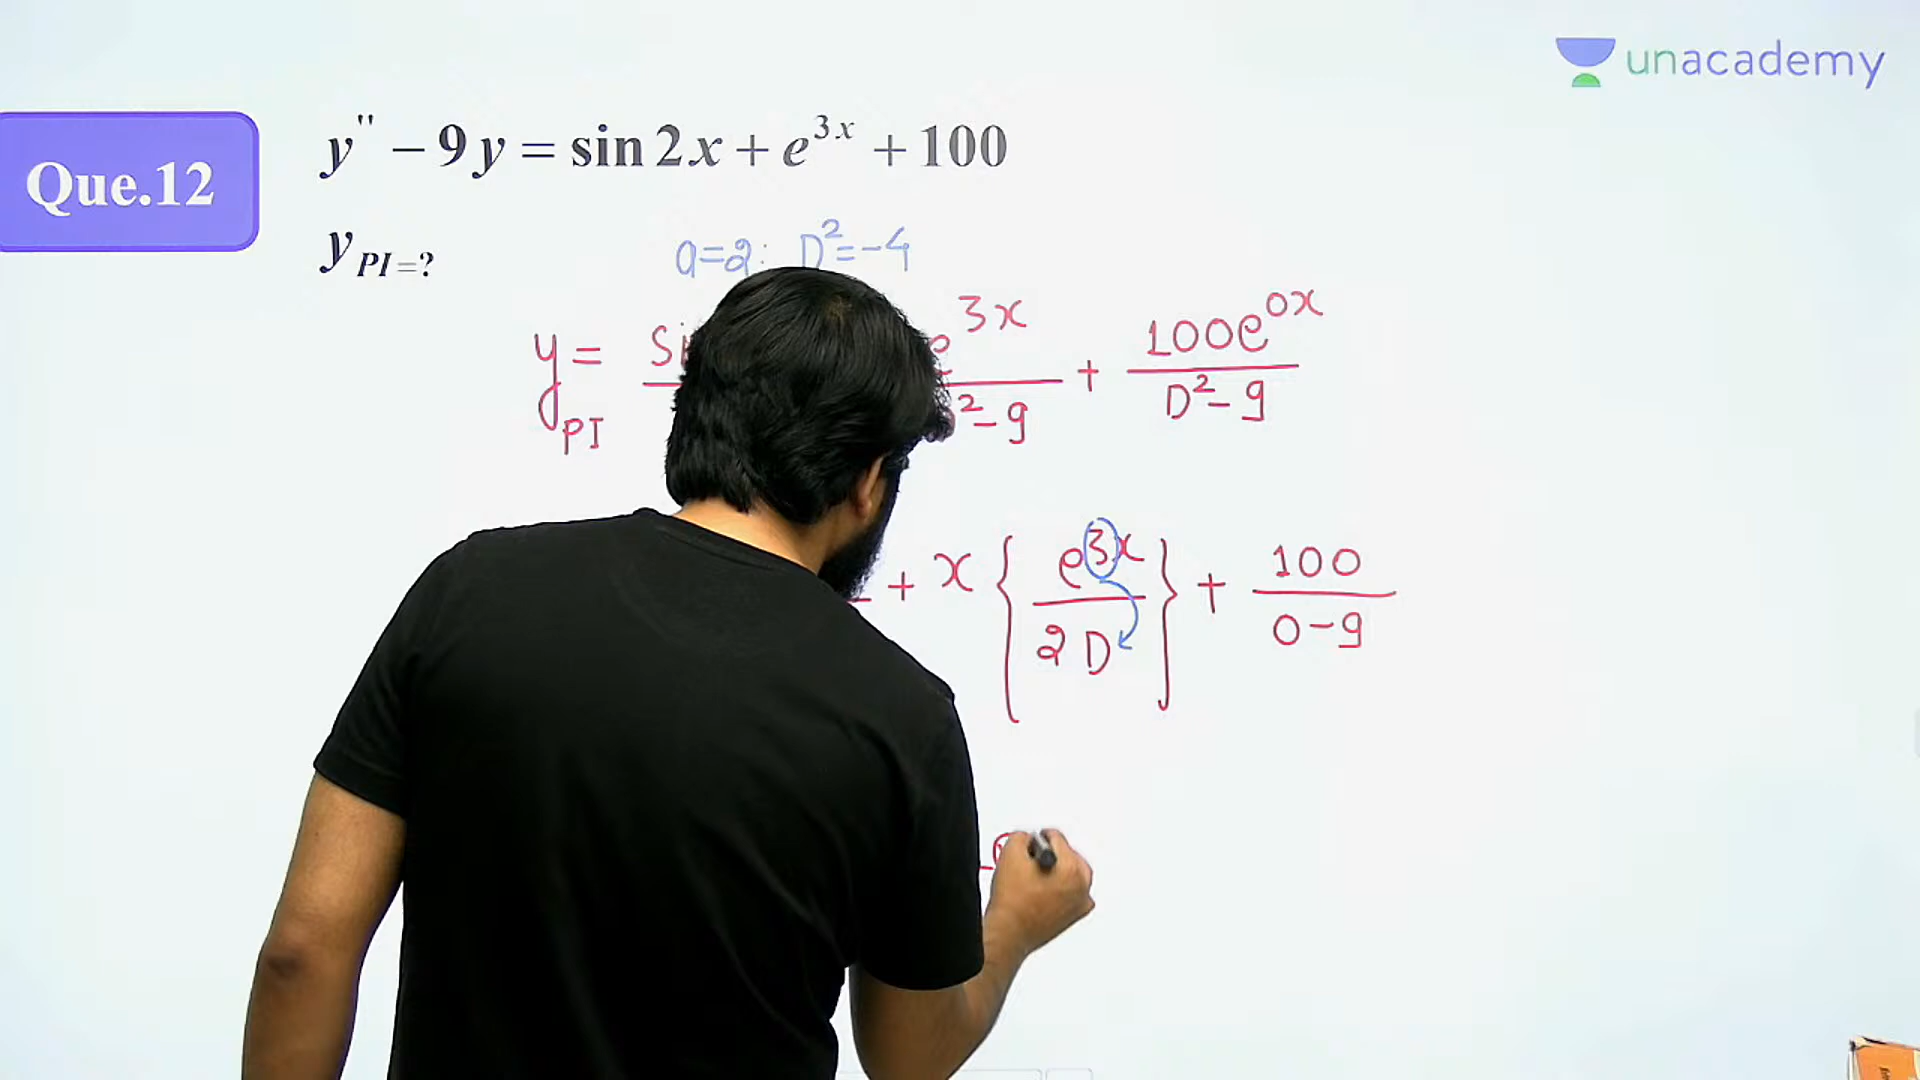 unacademy
Que.12
y'' − 9y = sin 2x + e^{3x} + 100
y_{PI=?}
a=2: D²=-4
y_{PI} = e^{3x} / D²-9 + 100e^{0x} / D²-9
+ x { e^{3x} / 2D } + 100 / 0-9